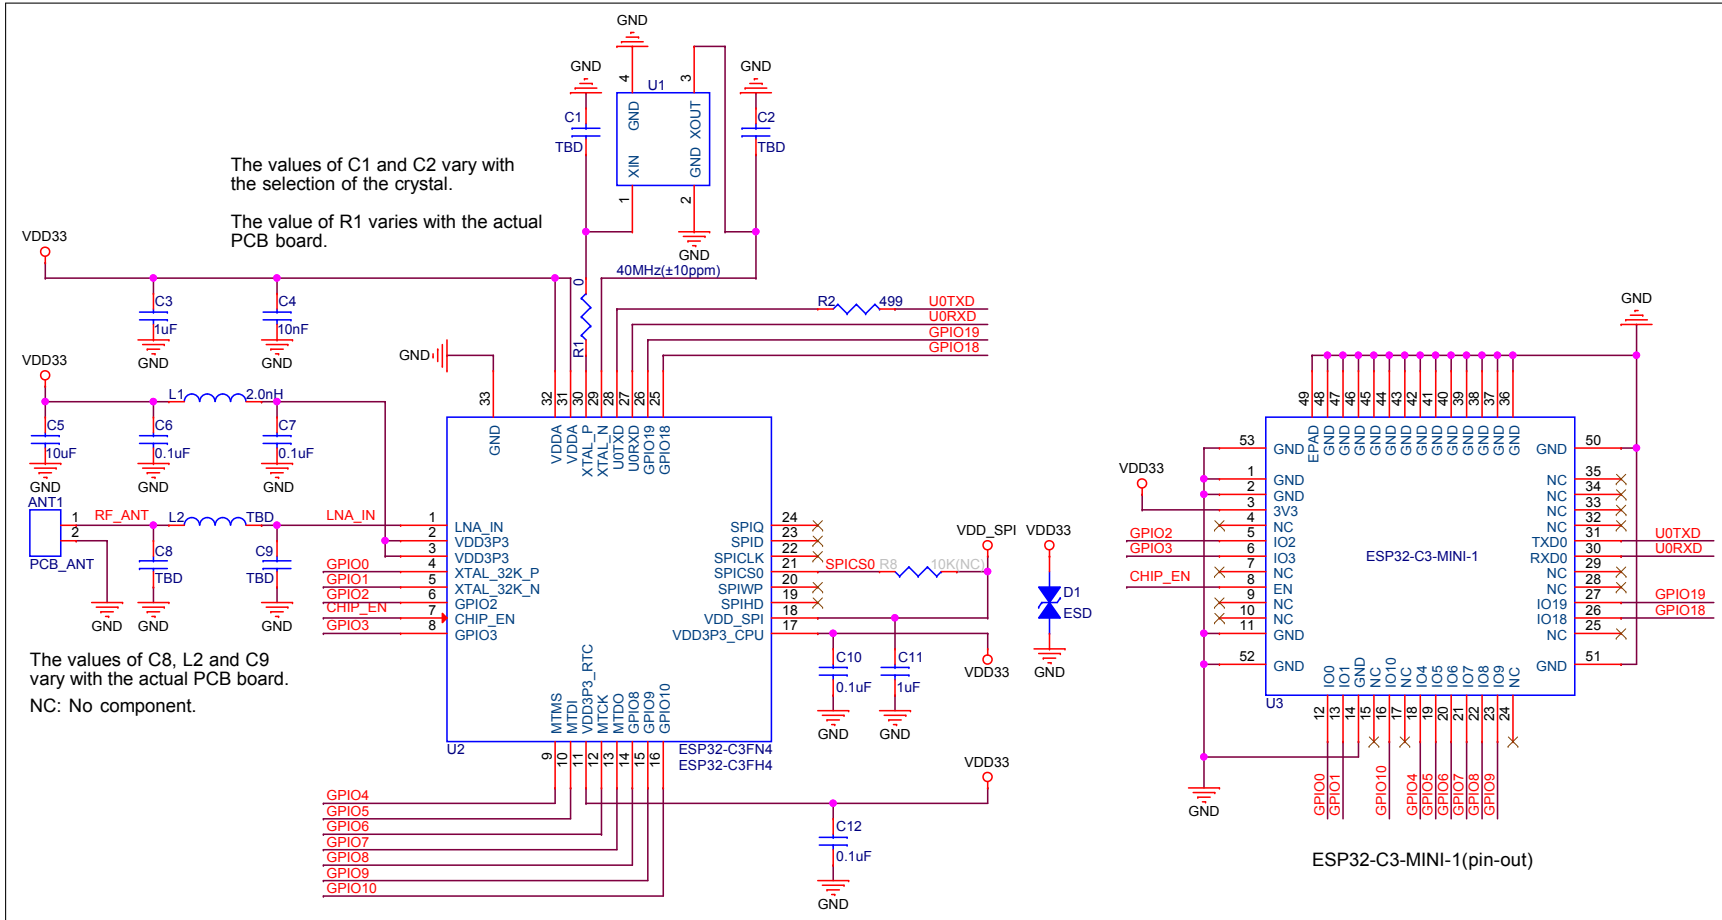 The values of C1 and C2 vary with
the selection of the crystal.
The value of R1 varies with the actual
PCB board.
GND
GND
GND
C1
TBD
4
3
U1
GND
XOUT
XIN
GND
1
2
C2
TBD
GND
40MHz(±10ppm)
VDD33
C3
1uF
GND
C4
10nF
GND
0
R1
R2
499
U0TXD
U0RXD
GPIO19
GPIO18
VDD33
C5
10uF
GND
C6
0.1uF
GND
L1
2.0nH
C7
0.1uF
GND
GND
33
32
31
30
29
28
27
26
25
GND
VDDA
VDDA
XTAL_P
XTAL_N
U0TXD
U0RXD
GPIO19
GPIO18
ANT1
1
2
PCB_ANT
RF_ANT
L2
TBD
LNA_IN
C8
TBD
C9
TBD
GND
GND
GND
GPIO0
GPIO1
GPIO2
CHIP_EN
GPIO3
1
2
3
4
5
6
7
8
LNA_IN
VDD3P3
VDD3P3
XTAL_32K_P
XTAL_32K_N
GPIO2
CHIP_EN
GPIO3
SPIQ
SPID
SPICLK
SPICS0
SPIWP
SPIHD
VDD_SPI
VDD3P3_CPU
24
23
22
21
20
19
18
17
SPICS0
R8
10K(NC)
VDD_SPI
VDD33
D1
ESD
GND
VDD33
C10
0.1uF
GND
C11
1uF
GND
The values of C8, L2 and C9
vary with the actual PCB board.
NC: No component.
MTMS
MTDI
VDD3P3_RTC
MTCK
MTDO
GPIO8
GPIO9
GPIO10
U2
9
10
11
12
13
14
15
16
ESP32-C3FN4
ESP32-C3FH4
GPIO4
GPIO5
GPIO6
GPIO7
GPIO8
GPIO9
GPIO10
VDD33
C12
0.1uF
GND
GND
49
48
47
46
45
44
43
42
41
40
39
38
37
36
EPAD
GND
GND
GND
GND
GND
GND
GND
GND
GND
GND
GND
GND
GND
VDD33
GPIO2
GPIO3
CHIP_EN
53
1
2
3
4
5
6
7
8
9
10
11
52
GND
GND
GND
3V3
NC
IO2
IO3
NC
EN
NC
NC
GND
GND
ESP32-C3-MINI-1
GND
NC
NC
NC
NC
TXD0
RXD0
NC
NC
IO19
IO18
NC
GND
50
35
34
33
32
31
30
29
28
27
26
25
51
U0TXD
U0RXD
GPIO19
GPIO18
IO0
IO1
GND
NC
IO10
NC
IO4
IO5
IO6
IO7
IO8
IO9
NC
U3
12
13
14
15
16
17
18
19
20
21
22
23
24
GND
GPIO0
GPIO1
GPIO10
GPIO4
GPIO5
GPIO6
GPIO7
GPIO8
GPIO9
ESP32-C3-MINI-1(pin-out)